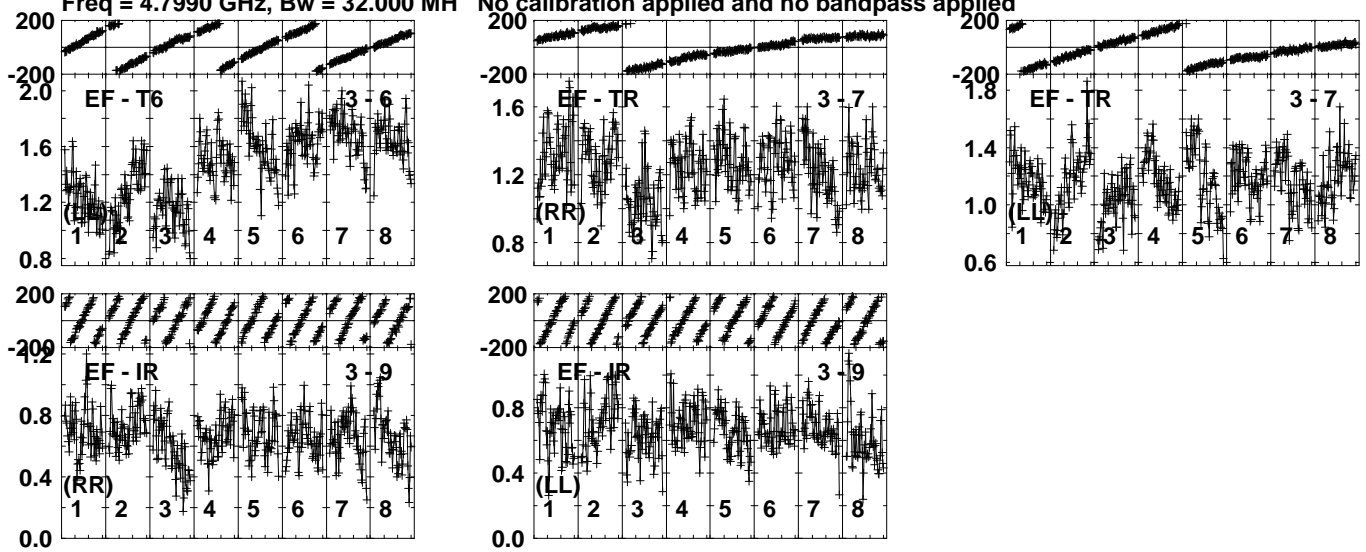 Freq = 4.7990 GHz, Bw = 32.000 MH No calibration applied and no bandpass applied
200
-200
2.0
1.6
1.2
0.8
EF - T6 3 - 6
(LL)
1 2 3 4 5 6 7 8
200
-200
1.6
1.2
0.8
EF - TR 3 - 7
(RR)
1 2 3 4 5 6 7 8
200
-200
1.8
1.4
1.0
0.6
EF - TR 3 - 7
(LL)
1 2 3 4 5 6 7 8
200
-200
1.2
0.8
0.4
0.0
EF - IR 3 - 9
(RR)
1 2 3 4 5 6 7 8
200
-200
0.8
0.4
0.0
EF - IR 3 - 9
(LL)
1 2 3 4 5 6 7 8